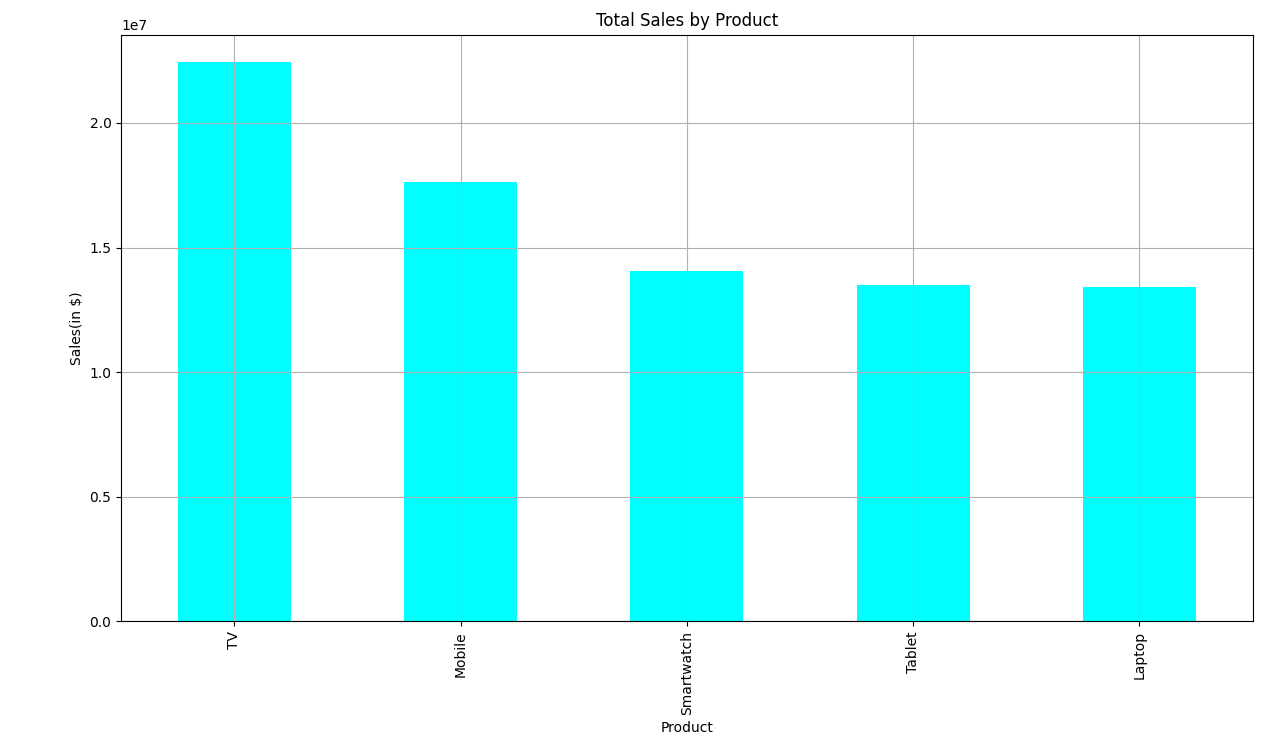 Total Sales by Product
1e7
2.0
1.5
1.0
0.5
0.0
Sales(in $)
TV
Mobile
Smartwatch
Tablet
Laptop
Product